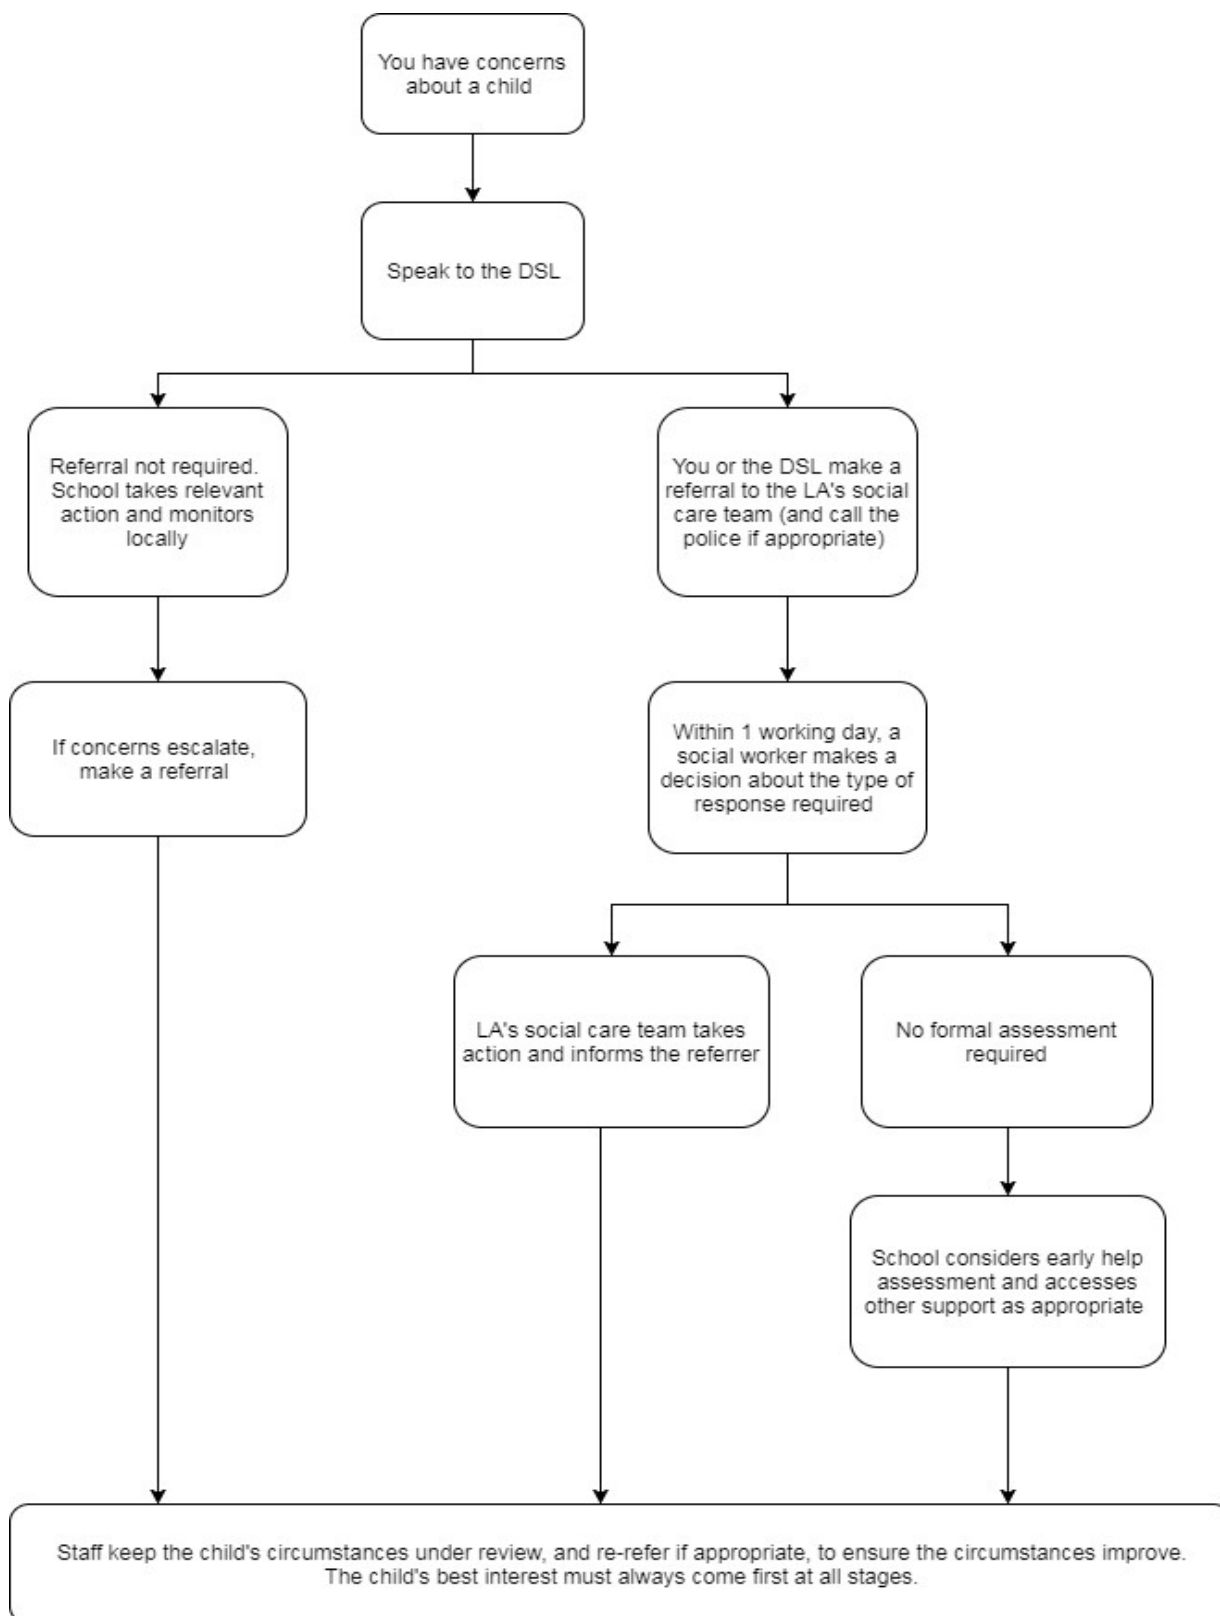 You have concerns
about a child
Speak to the DSL
Referral not required.
School takes relevant
action and monitors
locally
You or the DSL make a
referral to the LA's social
care team (and call the
police if appropriate)
If concerns escalate,
make a referral
Within 1 working day, a
social worker makes a
decision about the type of
response required
LA's social care team takes
action and informs the referrer
No formal assessment
required
School considers early help
assessment and accesses
other support as appropriate
Staff keep the child's circumstances under review, and re-refer if appropriate, to ensure the circumstances improve.
The child's best interest must always come first at all stages.